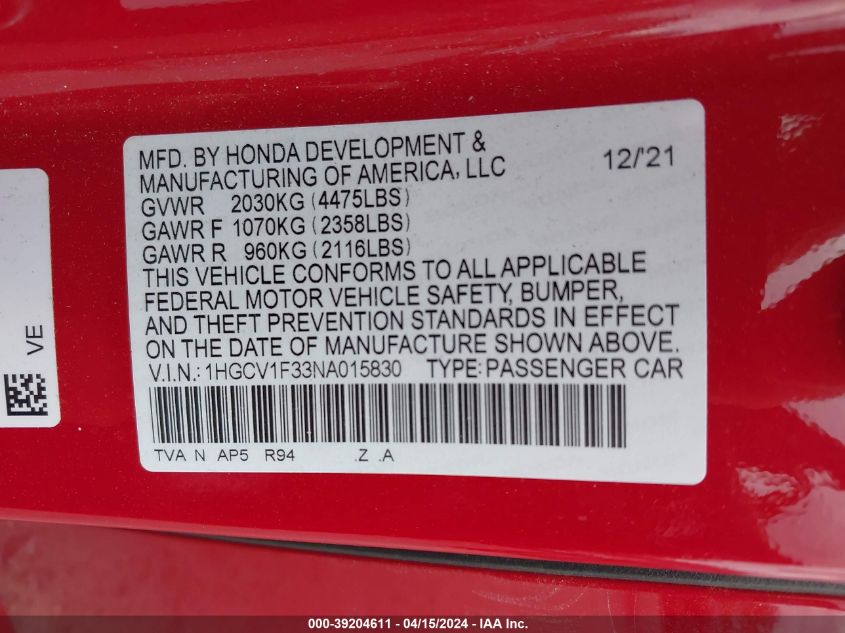 MFD. BY HONDA DEVELOPMENT & 12/'21
MANUFACTURING OF AMERICA, LLC
GVWR 2030KG (4475LBS)
GAWR F 1070KG (2358LBS)
GAWR R 960KG (2116LBS)
THIS VEHICLE CONFORMS TO ALL APPLICABLE
FEDERAL MOTOR VEHICLE SAFETY, BUMPER,
AND THEFT PREVENTION STANDARDS IN EFFECT
ON THE DATE OF MANUFACTURE SHOWN ABOVE.
V.I.N.: 1HGCV1F33NA015830 TYPE: PASSENGER CAR
TVA N AP5 R94 .Z .A
VE
000-39204611 - 04/15/2024 - IAA Inc.